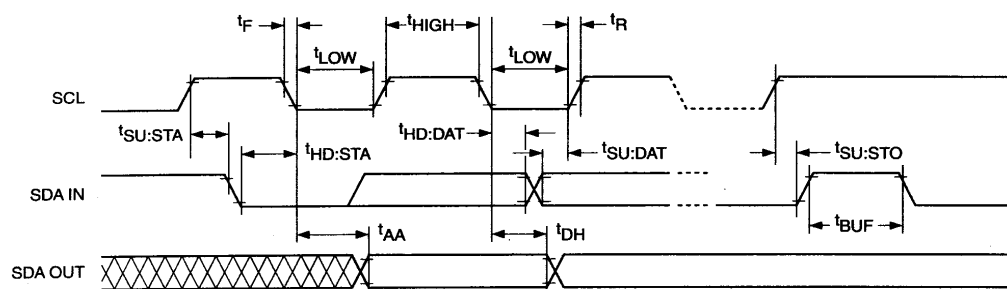 tF tHIGH tR
tLOW tLOW
SCL
tSU:STA tHD:DAT
tHD:STA tSU:DAT tSU:STO
SDA IN
tBUF
tAA tDH
SDA OUT